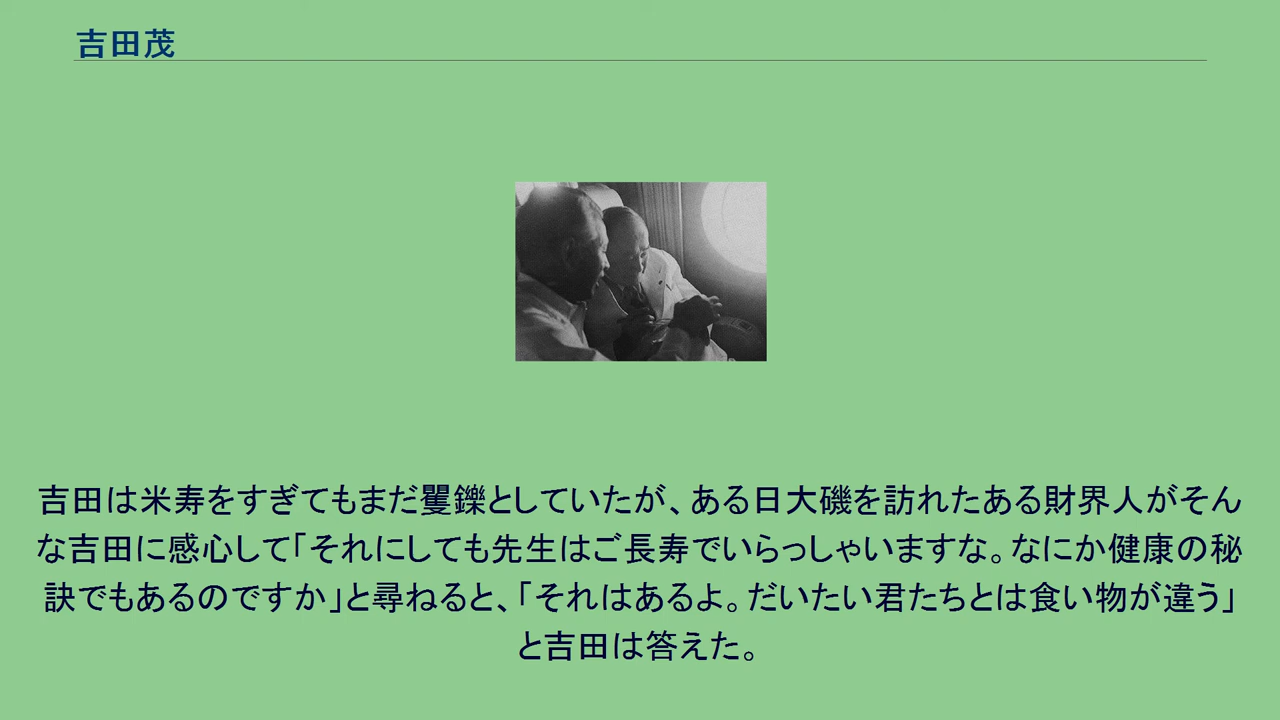 吉田茂
吉田は米寿をすぎてもまだ矍鑠としていたが、ある日大磯を訪れたある財界人がそん
な吉田に感心して「それにしても先生はご長寿でいらっしゃいますな。なにか健康の秘
訣でもあるのですか」と尋ねると、「それはあるよ。だいたい君たちとは食い物が違う」
と吉田は答えた。